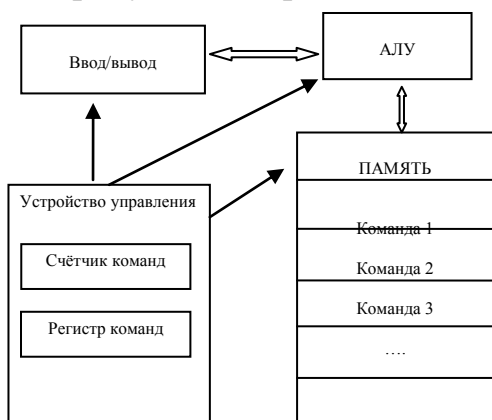 Ввод/вывод
АЛУ
Устройство управления
Счётчик команд
Регистр команд
ПАМЯТЬ
Команда 1
Команда 2
Команда 3
….